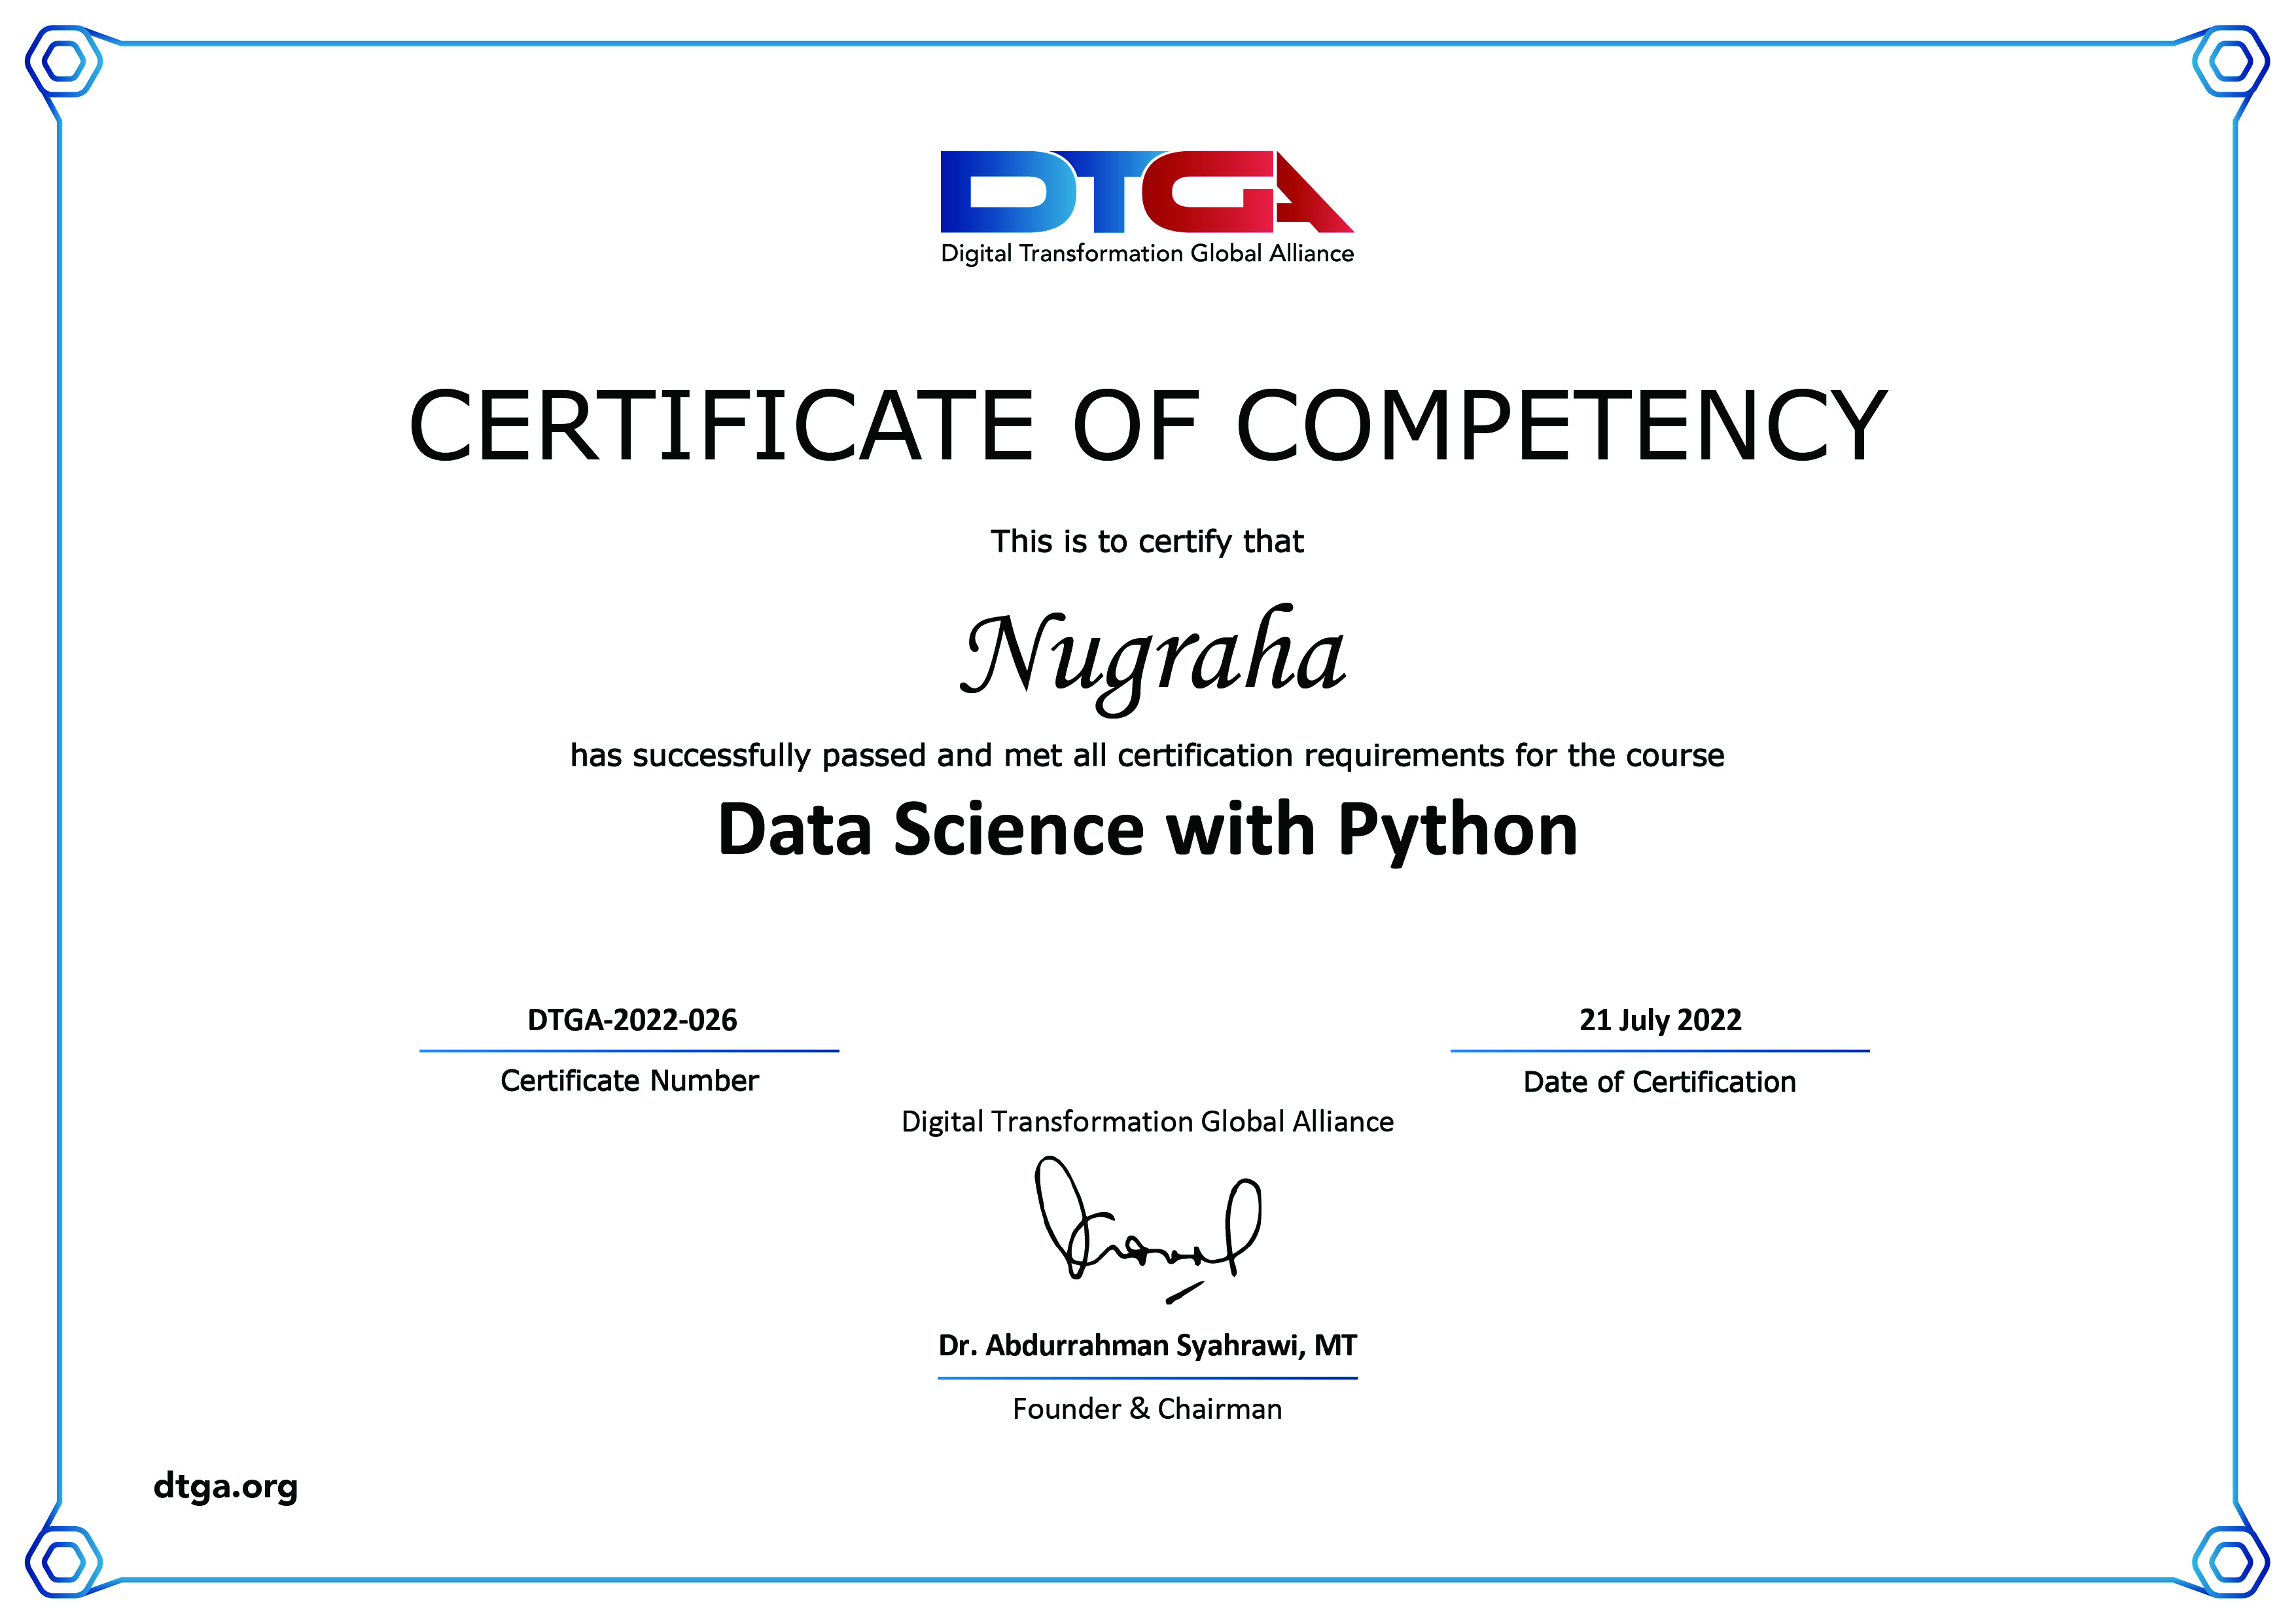 DTGA
Digital Transformation Global Alliance
CERTIFICATE OF COMPETENCY
This is to certify that
Nugraha
has successfully passed and met all certification requirements for the course
Data Science with Python
DTGA-2022-026
Certificate Number
21 July 2022
Date of Certification
Digital Transformation Global Alliance
Dr. Abdurrahman Syahrawi, MT
Founder & Chairman
dtga.org